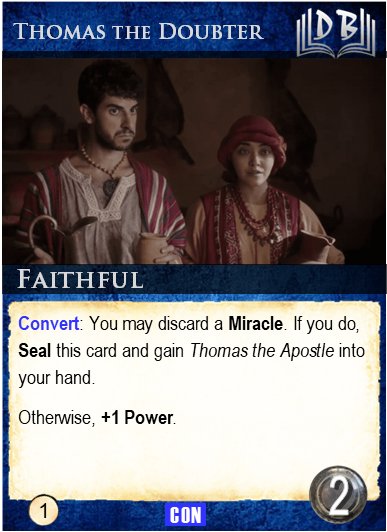 Thomas the Doubter
DB
Faithful
Convert: You may discard a Miracle. If you do,
Seal this card and gain Thomas the Apostle into
your hand.
Otherwise, +1 Power.
1
CON
2